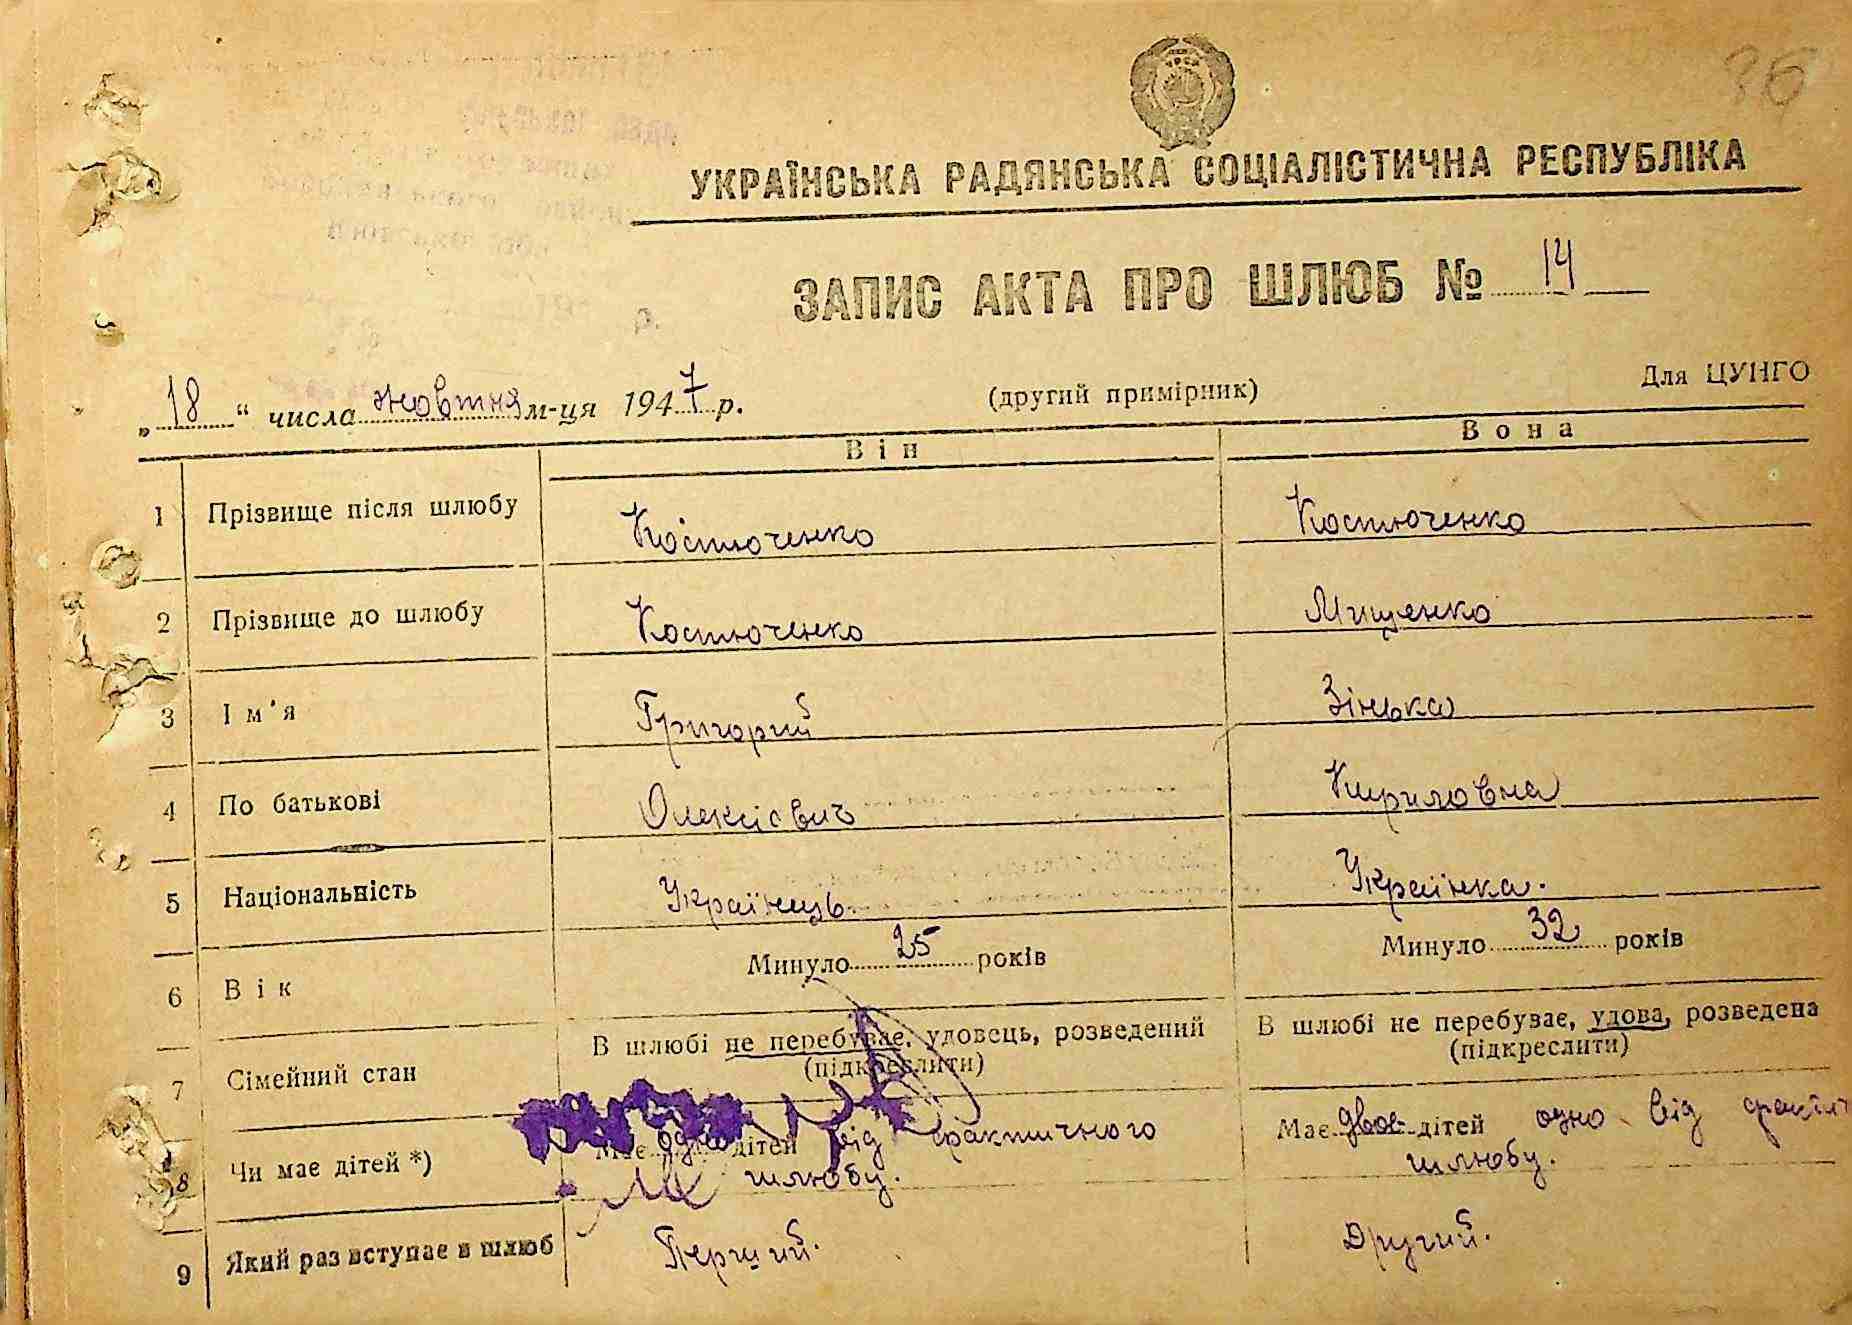 36
УРСР
УКРАЇНСЬКА РАДЯНСЬКА СОЦІАЛІСТИЧНА РЕСПУБЛІКА
ЗАПИС АКТА ПРО ШЛЮБ № 14
„18“ числа жовтня м-ця 1947 р. (другий примірник) Для ЦУНГО
Він Вона
1 Прізвище після шлюбу Костюченко Костюченко
2 Прізвище до шлюбу Костюченко Мищенко
3 Ім'я Григорий Зінька
4 По батькові Олексієвич Кириловна
5 Національність Українець. Українка.
6 Вік Минуло 25 років Минуло 32 років
7 Сімейний стан В шлюбі не перебуває, удовець, розведений (підкреслити) В шлюбі не перебуває, удова, розведена (підкреслити)
8 Чи має дітей *) Має одно дітей від фактичного шлюбу. Має двоє дітей одно від шлюбу.
9 Який раз вступає в шлюб Перший. Другий.